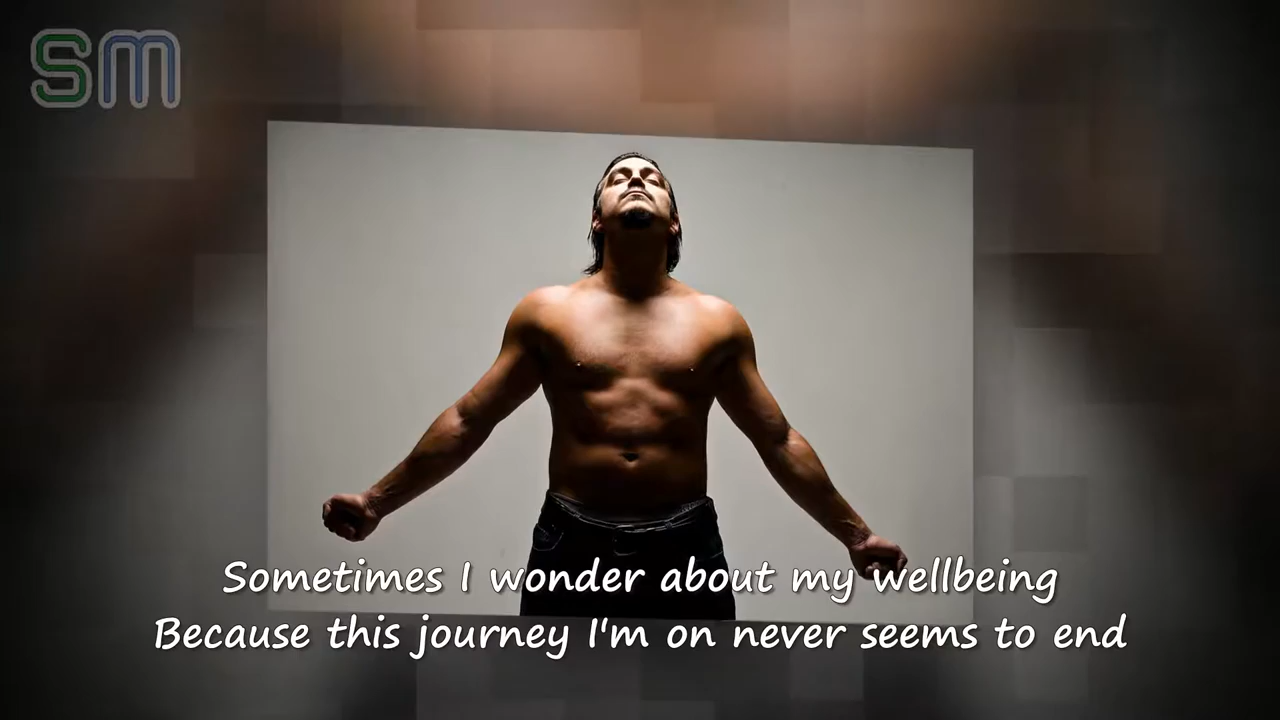 SM
Sometimes I wonder about my wellbeing
Because this journey I'm on never seems to end